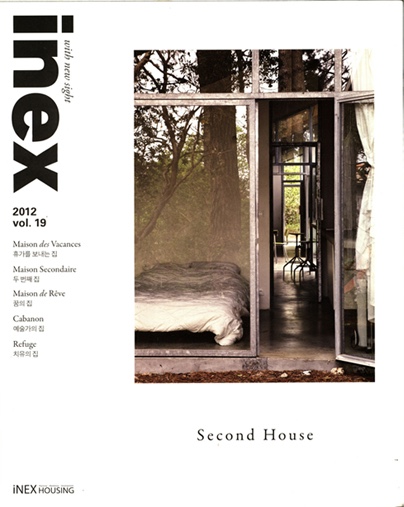 inex
with new sight
2012
vol. 19
Maison des Vacances
휴가를 보내는 집
Maison Secondaire
두 번째 집
Maison de Rêve
꿈의 집
Cabanon
예술가의 집
Refuge
치유의 집
Second House
iNEX HOUSING